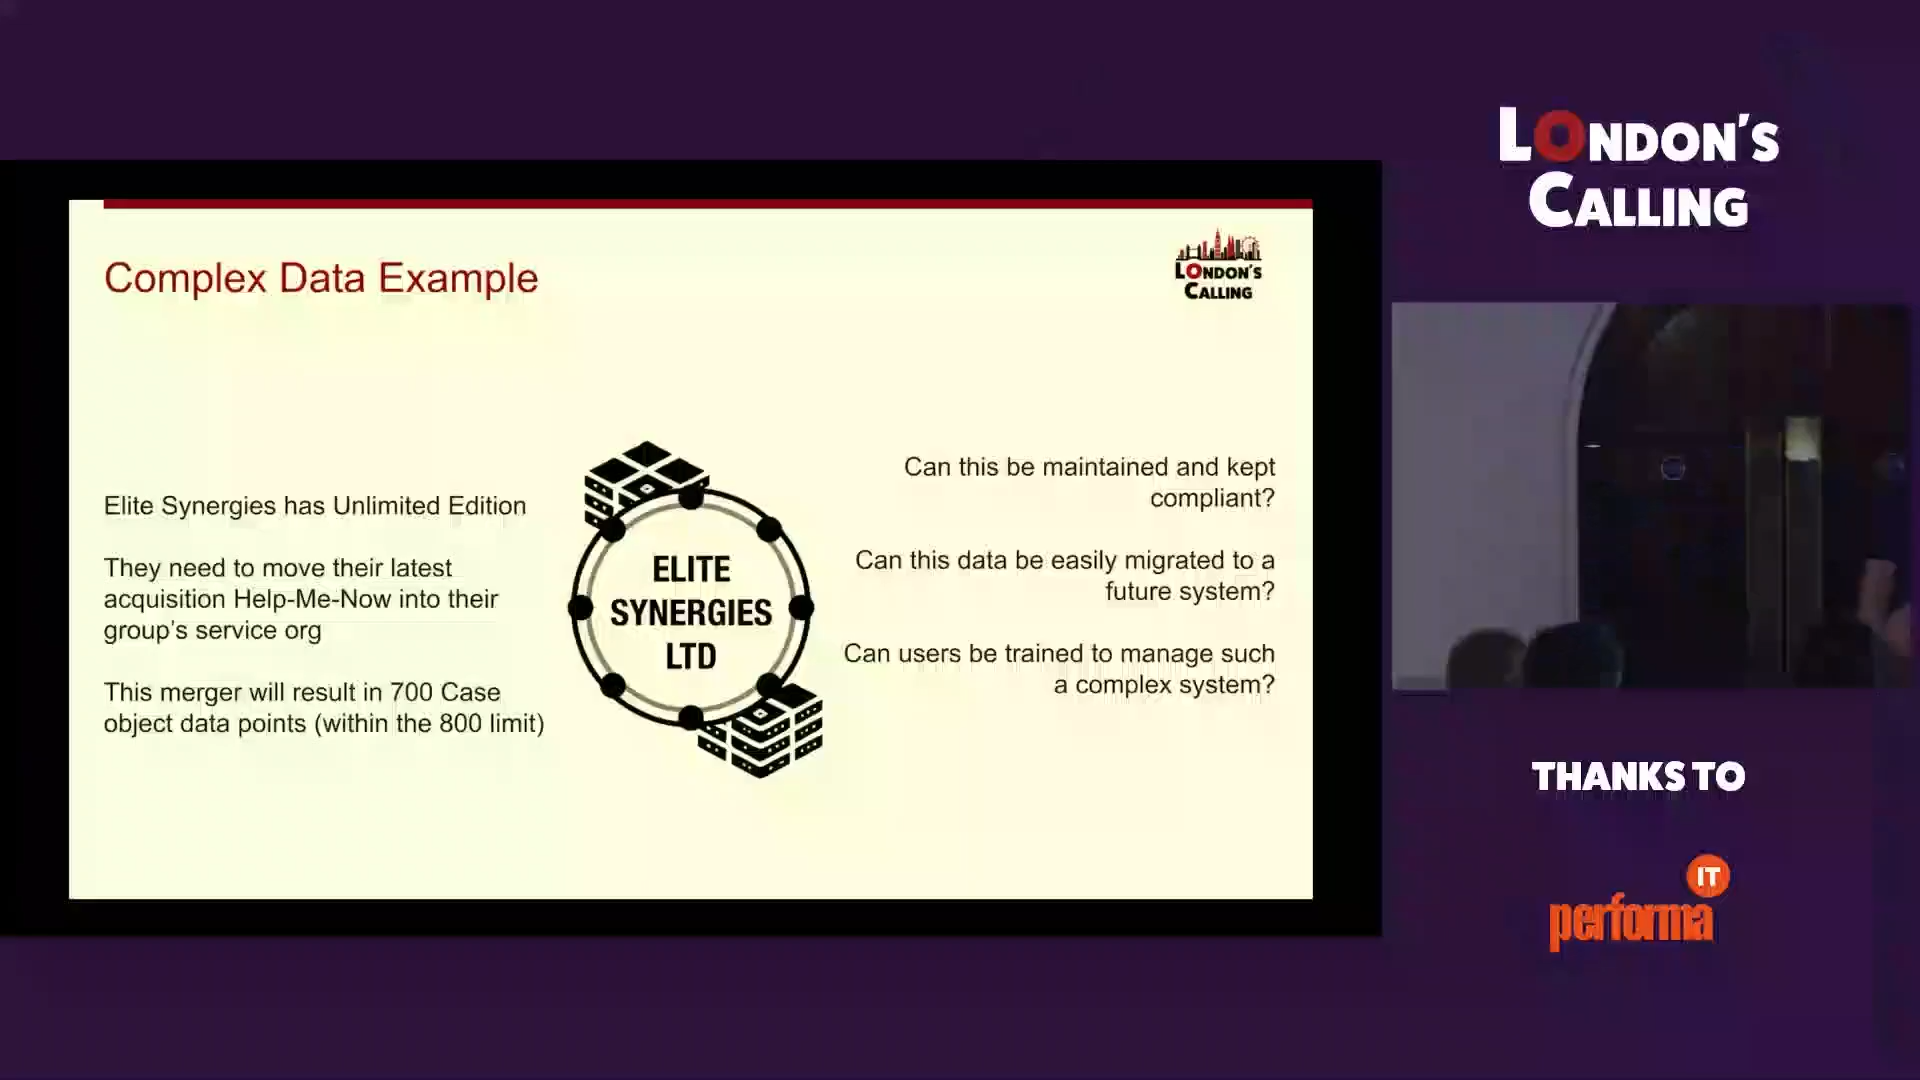 LONDON'S
CALLING
Complex Data Example
LONDON'S
CALLING
Elite Synergies has Unlimited Edition
They need to move their latest
acquisition Help-Me-Now into their
group's service org
This merger will result in 700 Case
object data points (within the 800 limit)
ELITE
SYNERGIES
LTD
Can this be maintained and kept
compliant?
Can this data be easily migrated to a
future system?
Can users be trained to manage such
a complex system?
THANKS TO
IT
performa